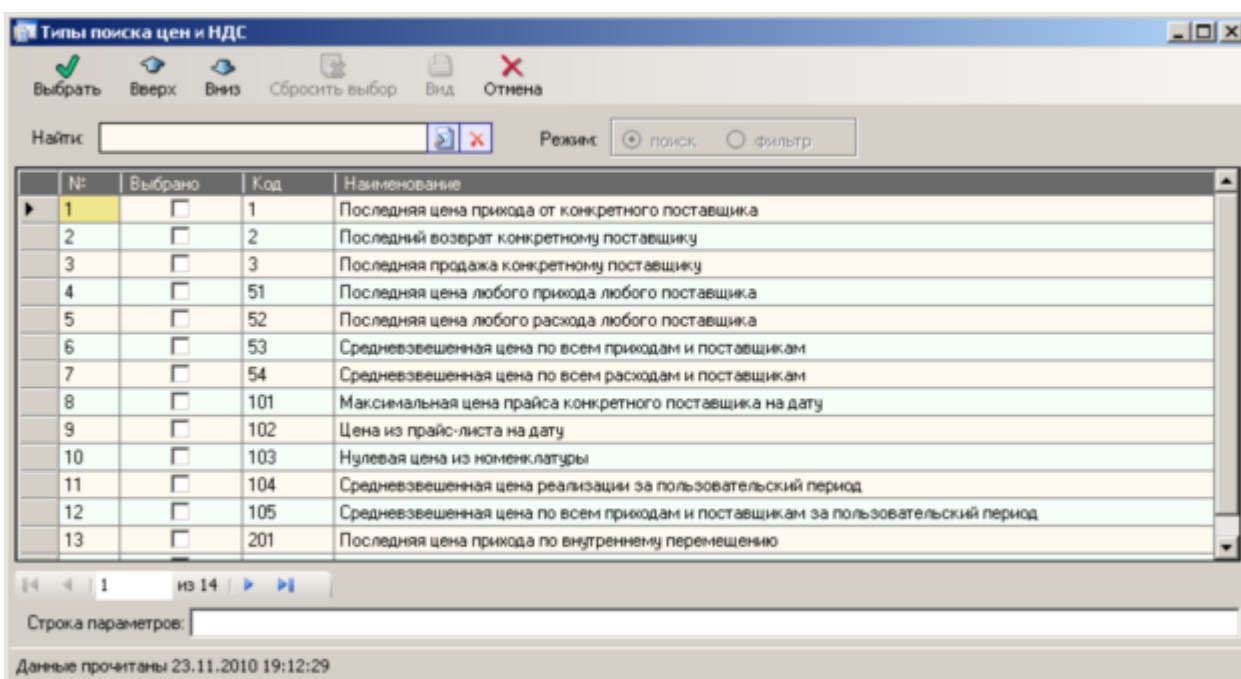 Типы поиска цен и НДС
Выбрать Вверх Вниз Сбросить выбор Вид Отмена
Найти: Режим: поиск фильтр
№ Выбрано Код Наименование
1 1 Последняя цена прихода от конкретного поставщика
2 2 Последний возврат конкретному поставщику
3 3 Последняя продажа конкретному поставщику
4 51 Последняя цена любого прихода любого поставщика
5 52 Последняя цена любого расхода любого поставщика
6 53 Средневзвешенная цена по всем приходам и поставщикам
7 54 Средневзвешенная цена по всем расходам и поставщикам
8 101 Максимальная цена прайса конкретного поставщика на дату
9 102 Цена из прайс-листа на дату
10 103 Нулевая цена из номенклатуры
11 104 Средневзвешенная цена реализации за пользовательский период
12 105 Средневзвешенная цена по всем приходам и поставщикам за пользовательский период
13 201 Последняя цена прихода по внутреннему перемещению
1 из 14
Строка параметров:
Данные прочитаны 23.11.2010 19:12:29